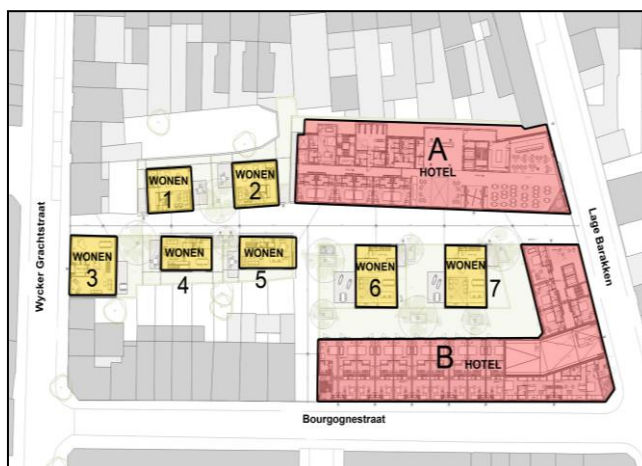 A
HOTEL
WONEN
1
WONEN
2
WONEN
3
WONEN
4
WONEN
5
WONEN
6
WONEN
7
B HOTEL
Wycker Grachtstraat
Lage Barakken
Bourgognestraat